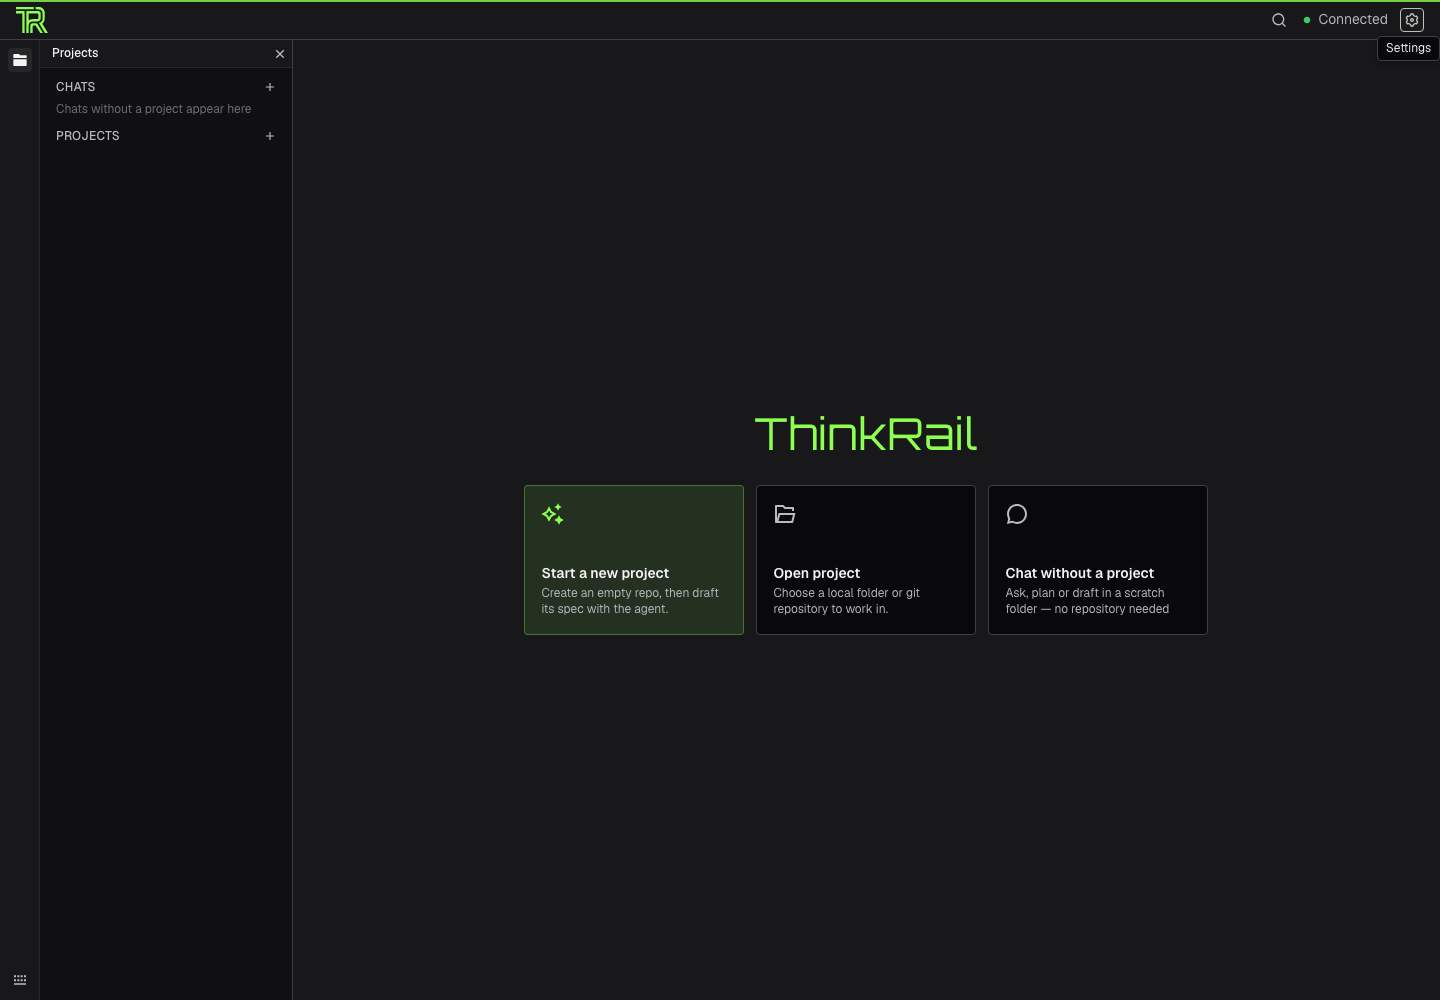 TR
Connected
Settings
Projects
CHATS
Chats without a project appear here
PROJECTS
ThinkRail
Start a new project
Create an empty repo, then draft
its spec with the agent.
Open project
Choose a local folder or git
repository to work in.
Chat without a project
Ask, plan or draft in a scratch
folder — no repository needed